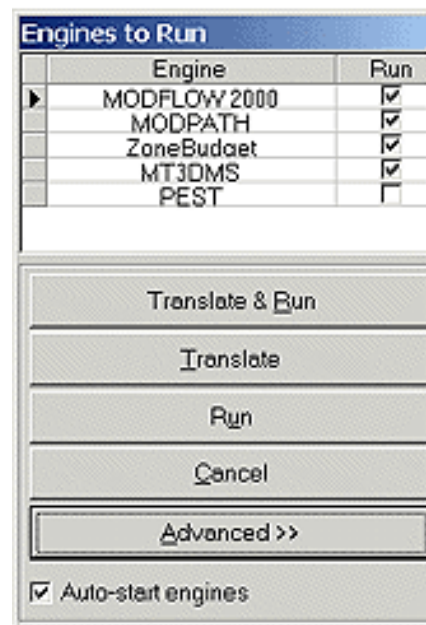 Engines to Run
Engine Run
MODFLOW 2000
MODPATH
ZoneBudget
MT3DMS
PEST
Translate & Run
Translate
Run
Cancel
Advanced >>
Auto-start engines